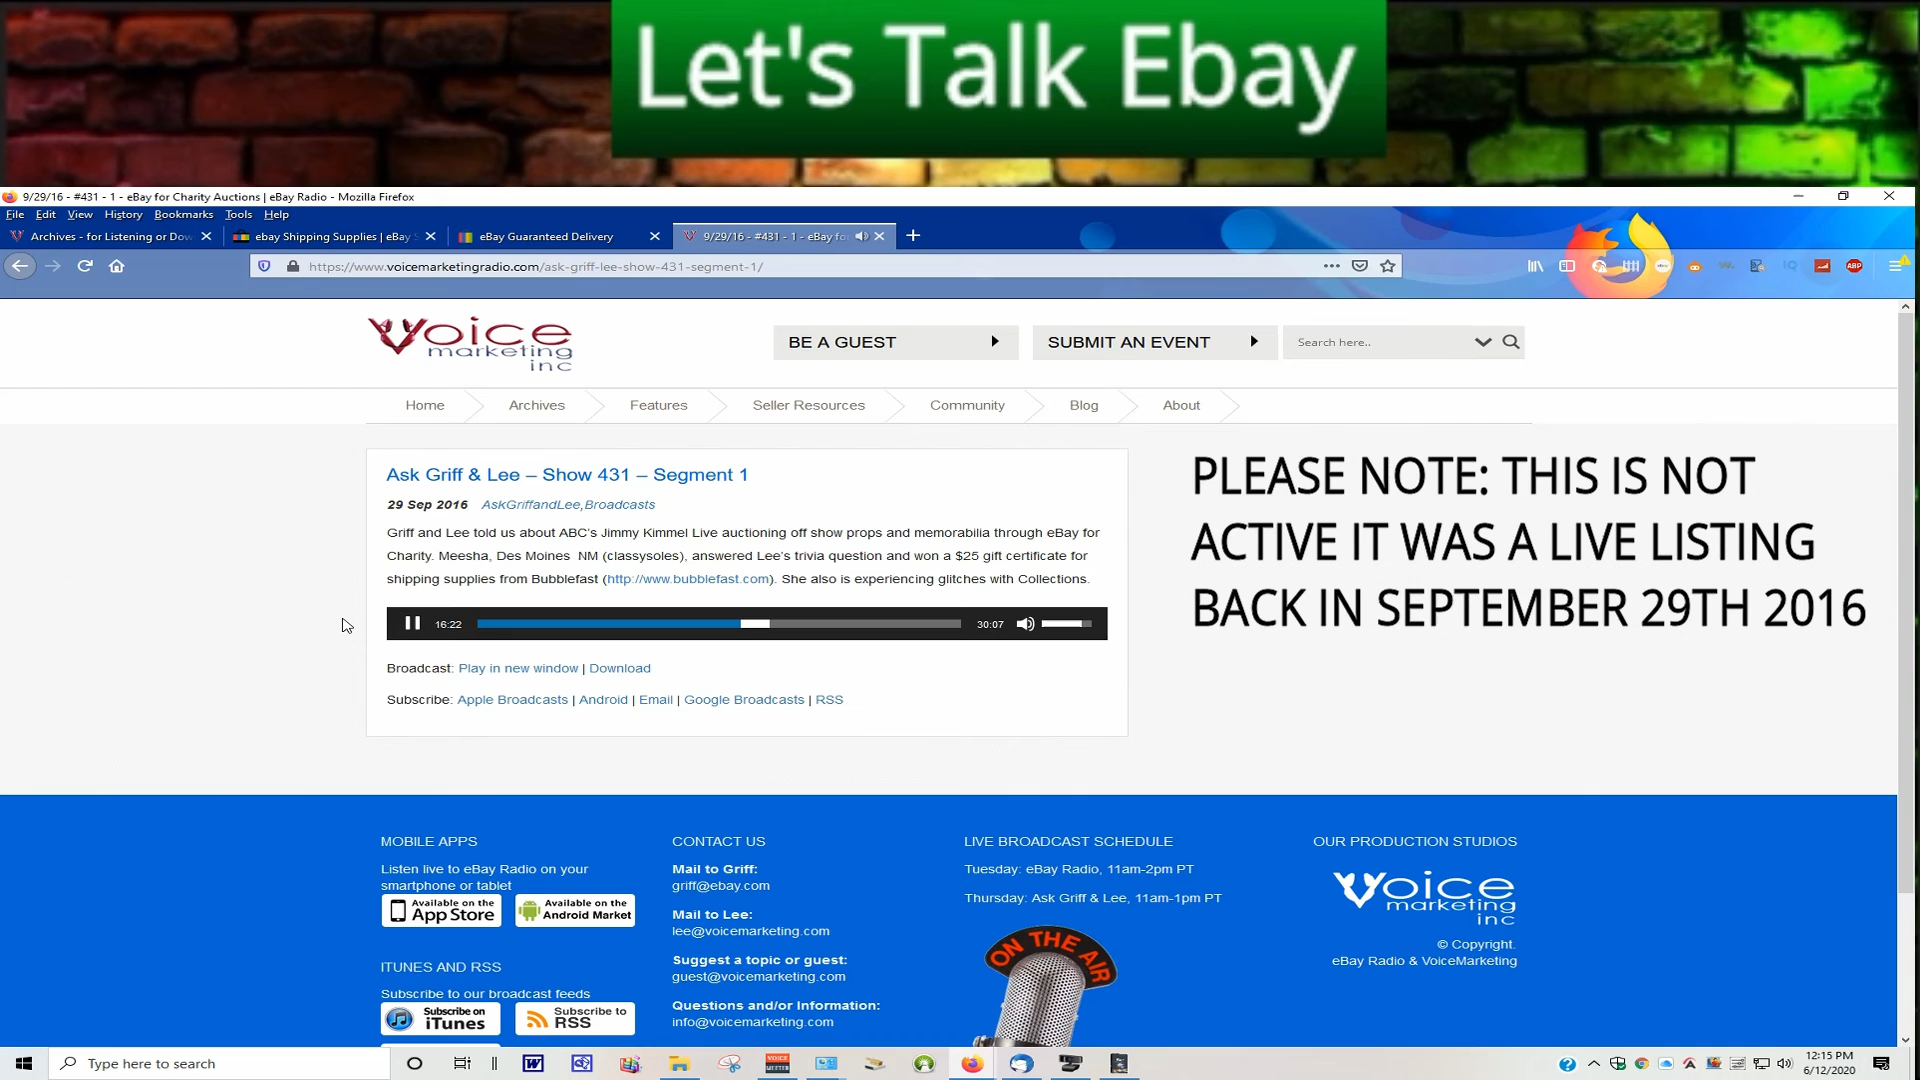 Let's Talk Ebay
9/29/16 - #431 - 1 - eBay for Charity Auctions | eBay Radio - Mozilla Firefox
File Edit View History Bookmarks Tools Help
Archives - for Listening or Dow
ebay Shipping Supplies | eBay S
eBay Guaranteed Delivery
9/29/16 - #431 - 1 - eBay for
https://www.voicemarketingradio.com/ask-griff-lee-show-431-segment-1/
ABP
Voice
marketing
inc
BE A GUEST
SUBMIT AN EVENT
Search here..
Home
Archives
Features
Seller Resources
Community
Blog
About
Ask Griff & Lee – Show 431 – Segment 1
29 Sep 2016 AskGriffandLee,Broadcasts
Griff and Lee told us about ABC's Jimmy Kimmel Live auctioning off show props and memorabilia through eBay for
Charity. Meesha, Des Moines NM (classysoles), answered Lee's trivia question and won a $25 gift certificate for
shipping supplies from Bubblefast (http://www.bubblefast.com). She also is experiencing glitches with Collections.
16:22
30:07
Broadcast: Play in new window | Download
Subscribe: Apple Broadcasts | Android | Email | Google Broadcasts | RSS
PLEASE NOTE: THIS IS NOT
ACTIVE IT WAS A LIVE LISTING
BACK IN SEPTEMBER 29TH 2016
MOBILE APPS
Listen live to eBay Radio on your
smartphone or tablet
Available on the
App Store
Available on the
Android Market
ITUNES AND RSS
Subscribe to our broadcast feeds
Subscribe on
iTunes
Subscribe to
RSS
CONTACT US
Mail to Griff:
griff@ebay.com
Mail to Lee:
lee@voicemarketing.com
Suggest a topic or guest:
guest@voicemarketing.com
Questions and/or Information:
info@voicemarketing.com
LIVE BROADCAST SCHEDULE
Tuesday: eBay Radio, 11am-2pm PT
Thursday: Ask Griff & Lee, 11am-1pm PT
ON THE AIR
OUR PRODUCTION STUDIOS
Voice
marketing
inc
© Copyright.
eBay Radio & VoiceMarketing
Type here to search
12:15 PM
6/12/2020